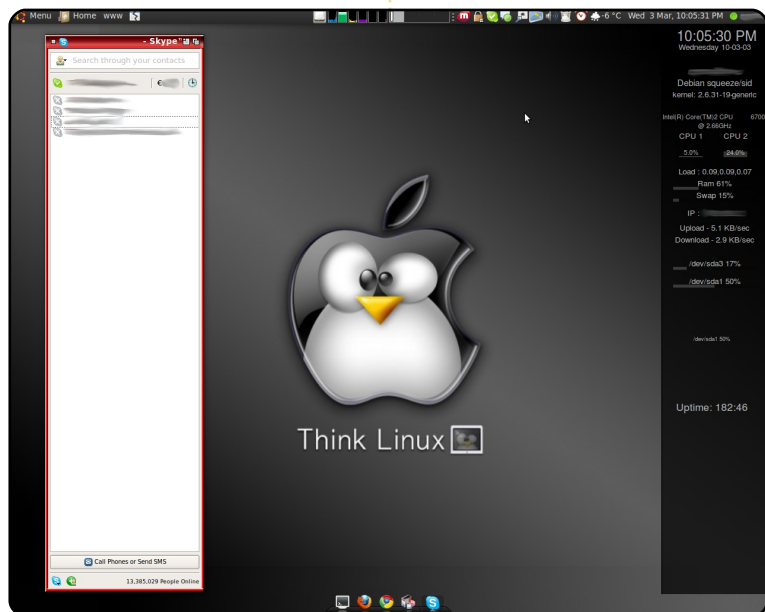 Menu Home www -6 °C Wed 3 Mar, 10:05:31 PM
- Skype™
Search through your contacts
€
Call Phones or Send SMS
13,385,029 People Online
Think Linux
10:05:30 PM
Wednesday 10-03-03
Debian squeeze/sid
kernel: 2.6.31-19-generic
Intel(R) Core(TM)2 CPU 6700
@ 2.66GHz
CPU 1 CPU 2
5.0% 24.0%
Load : 0.09,0.09,0.07
Ram 61%
Swap 15%
IP :
Upload - 5.1 KB/sec
Download - 2.9 KB/sec
/dev/sda3 17%
/dev/sda1 50%
/dev/sda1 50%
Uptime: 182:46